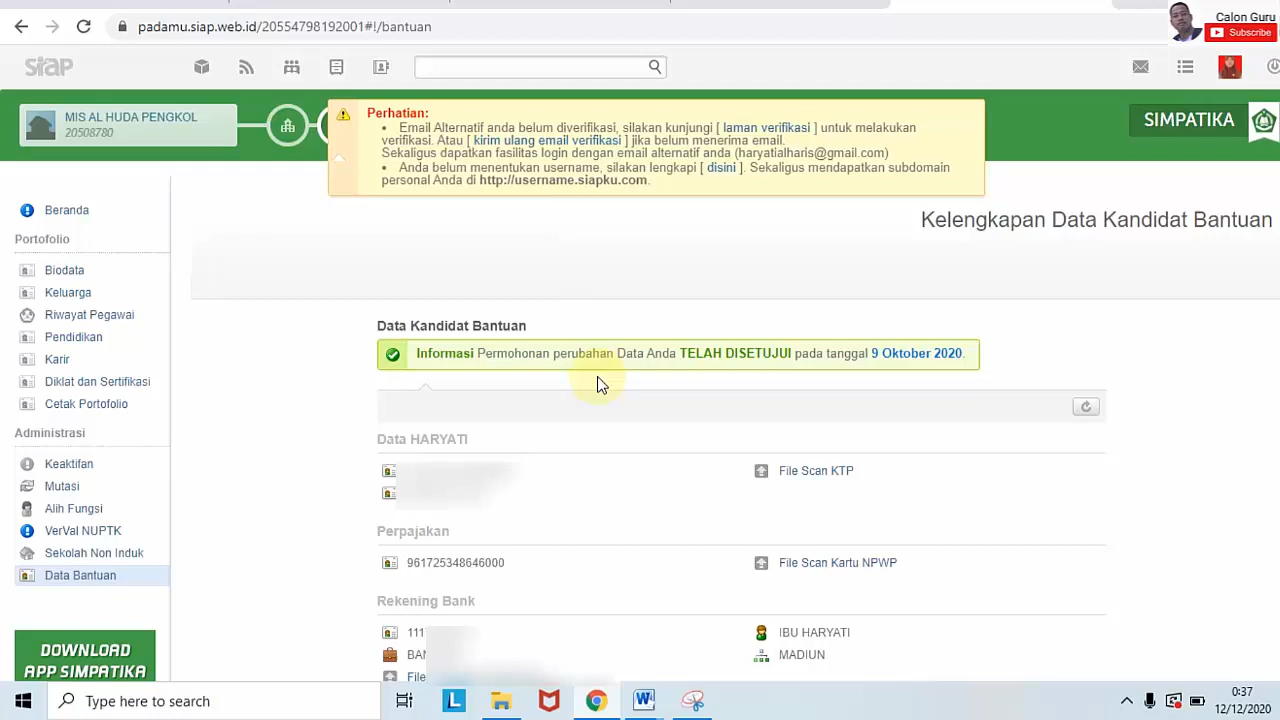 padamu.siap.web.id/20554798192001#!/bantuan
Calon Guru
Subscribe
siap
MIS AL HUDA PENGKOL
20508780
Perhatian:
• Email Alternatif anda belum diverifikasi, silakan kunjungi [ laman verifikasi ] untuk melakukan
verifikasi. Atau [ kirim ulang email verifikasi ] jika belum menerima email.
Sekaligus dapatkan fasilitas login dengan email alternatif anda (haryatialharis@gmail.com)
• Anda belum menentukan username, silakan lengkapi [ disini ]. Sekaligus mendapatkan subdomain
personal Anda di http://username.siapku.com.
SIMPATIKA
Kelengkapan Data Kandidat Bantuan
Beranda
Portofolio
Biodata
Keluarga
Riwayat Pegawai
Pendidikan
Karir
Diklat dan Sertifikasi
Cetak Portofolio
Administrasi
Keaktifan
Mutasi
Alih Fungsi
VerVal NUPTK
Sekolah Non Induk
Data Bantuan
DOWNLOAD
APP SIMPATIKA
Data Kandidat Bantuan
Informasi Permohonan perubahan Data Anda TELAH DISETUJUI pada tanggal 9 Oktober 2020.
Data HARYATI
File Scan KTP
Perpajakan
961725348646000
File Scan Kartu NPWP
Rekening Bank
IBU HARYATI
MADIUN
Type here to search
0:37
12/12/2020